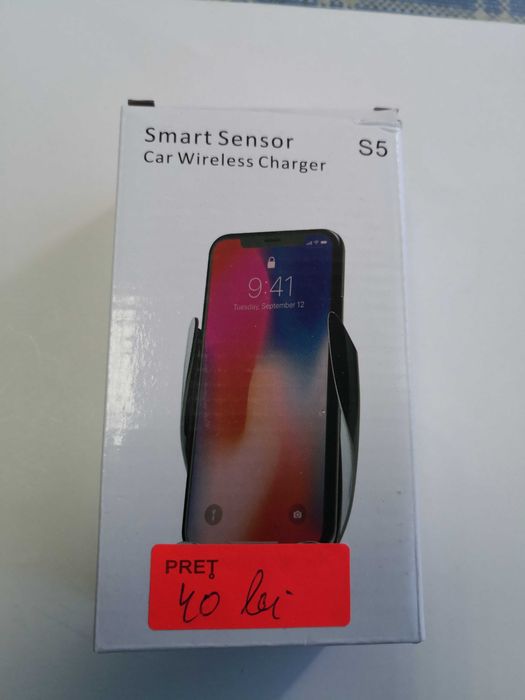 Smart Sensor
Car Wireless Charger
S5
9:41
Tuesday, September 12
PREȚ
40 lei